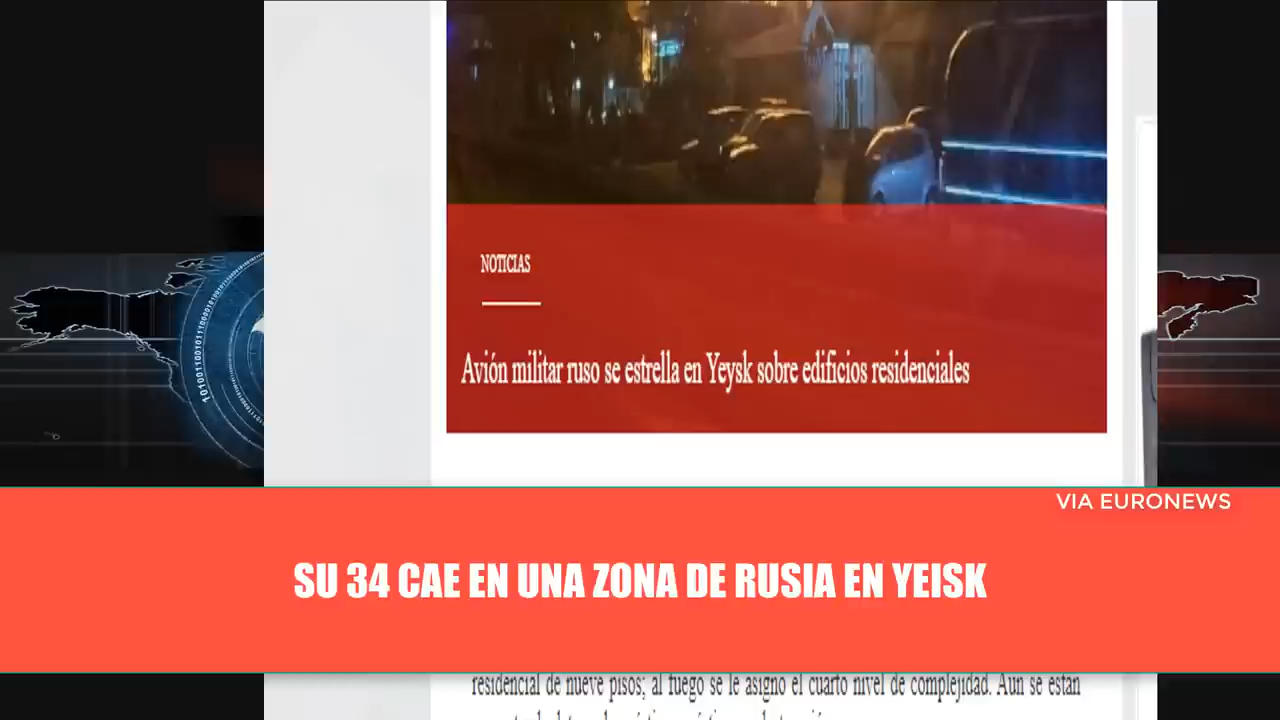 NOTICIAS
Avión militar ruso se estrella en Yeysk sobre edificios residenciales
VIA EURONEWS
SU 34 CAE EN UNA ZONA DE RUSIA EN YEISK
residencial de nueve pisos; al fuego se le asignó el cuarto nivel de complejidad. Aún se están